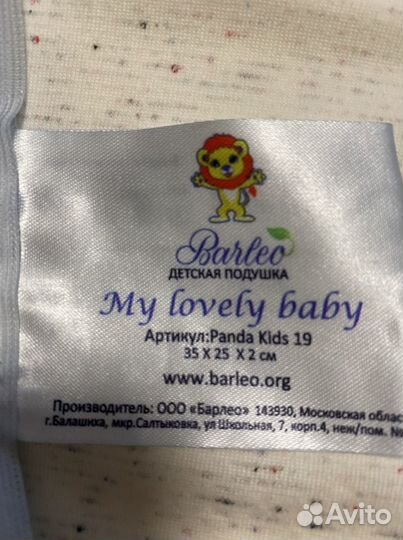 Barleo
ДЕТСКАЯ ПОДУШКА
My lovely baby
Артикул:Panda Kids 19
35 X 25 X 2 см
www.barleo.org
Производитель: ООО «Барлео» 143930, Московская облас
г.Балашиха, мкр.Салтыковка, ул Школьная, 7, корп.4, неж/пом. №
Avito